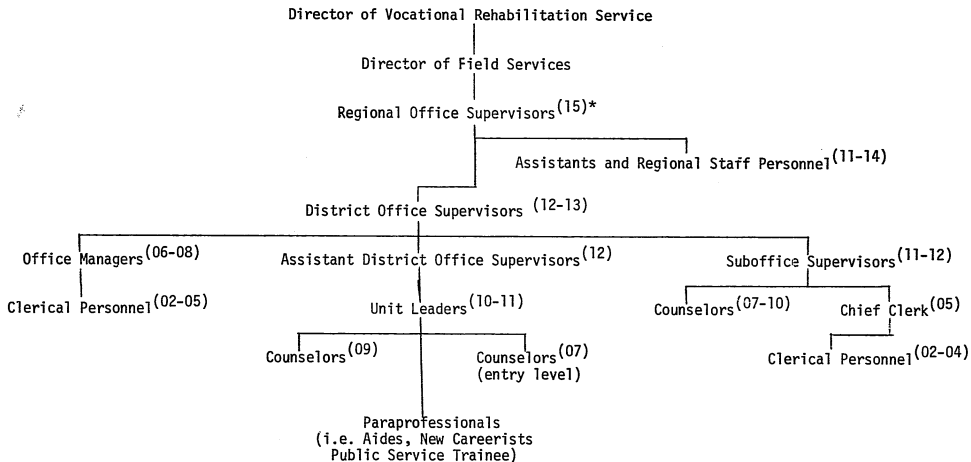 Director of Vocational Rehabilitation Service
Director of Field Services
Regional Office Supervisors(15)*
Assistants and Regional Staff Personnel(11-14)
District Office Supervisors (12-13)
Office Managers(06-08)
Assistant District Office Supervisors(12)
Suboffice Supervisors(11-12)
Clerical Personnel(02-05)
Unit Leaders(10-11)
Counselors(07-10)
Chief Clerk(05)
Counselors(09)
Counselors(07)
(entry level)
Clerical Personnel(02-04)
Paraprofessionals
(i.e. Aides, New Careerists
Public Service Trainee)